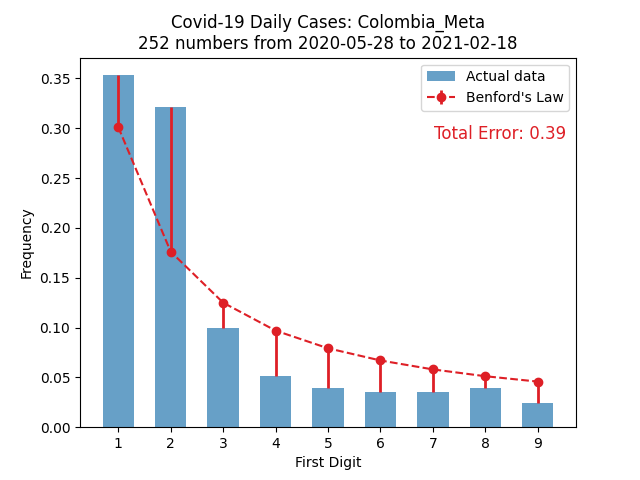 Covid-19 Daily Cases: Colombia_Meta
252 numbers from 2020-05-28 to 2021-02-18
Actual data
Benford's Law
Total Error: 0.39
Frequency
0.35
0.30
0.25
0.20
0.15
0.10
0.05
0.00
1 2 3 4 5 6 7 8 9
First Digit